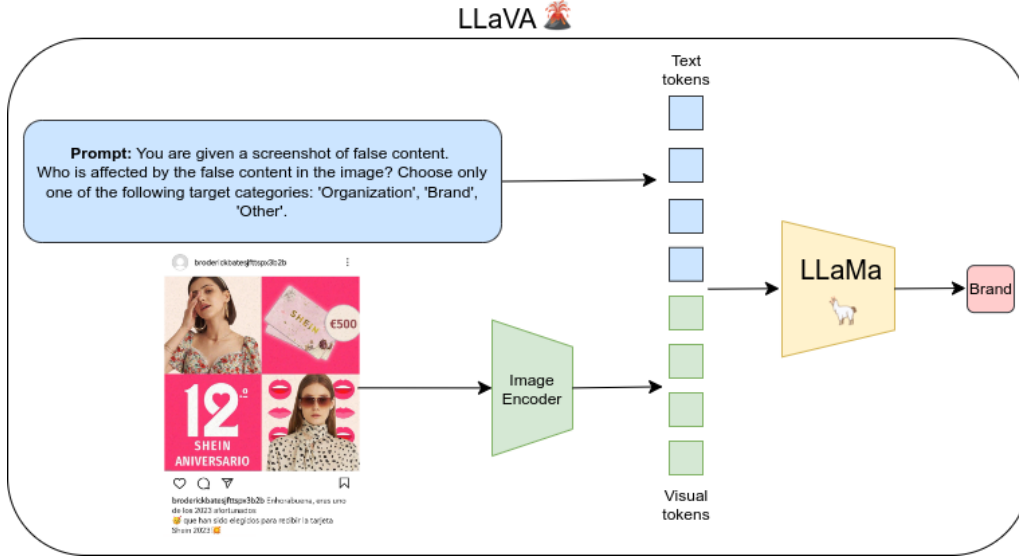 LLaVA
Text
tokens
Prompt: You are given a screenshot of false content.
Who is affected by the false content in the image? Choose only
one of the following target categories: 'Organization', 'Brand',
'Other'.
broderickbatesjfttspx3b2b
SHEIN
€500
12.º
SHEIN
ANIVERSARIO
broderickbatesjfttspx3b2b Enhorabuena, eres uno
de los 2023 afortunados
que han sido elegidos para recibir la tarjeta
Shein 2023
Image
Encoder
LLaMa
Brand
Visual
tokens